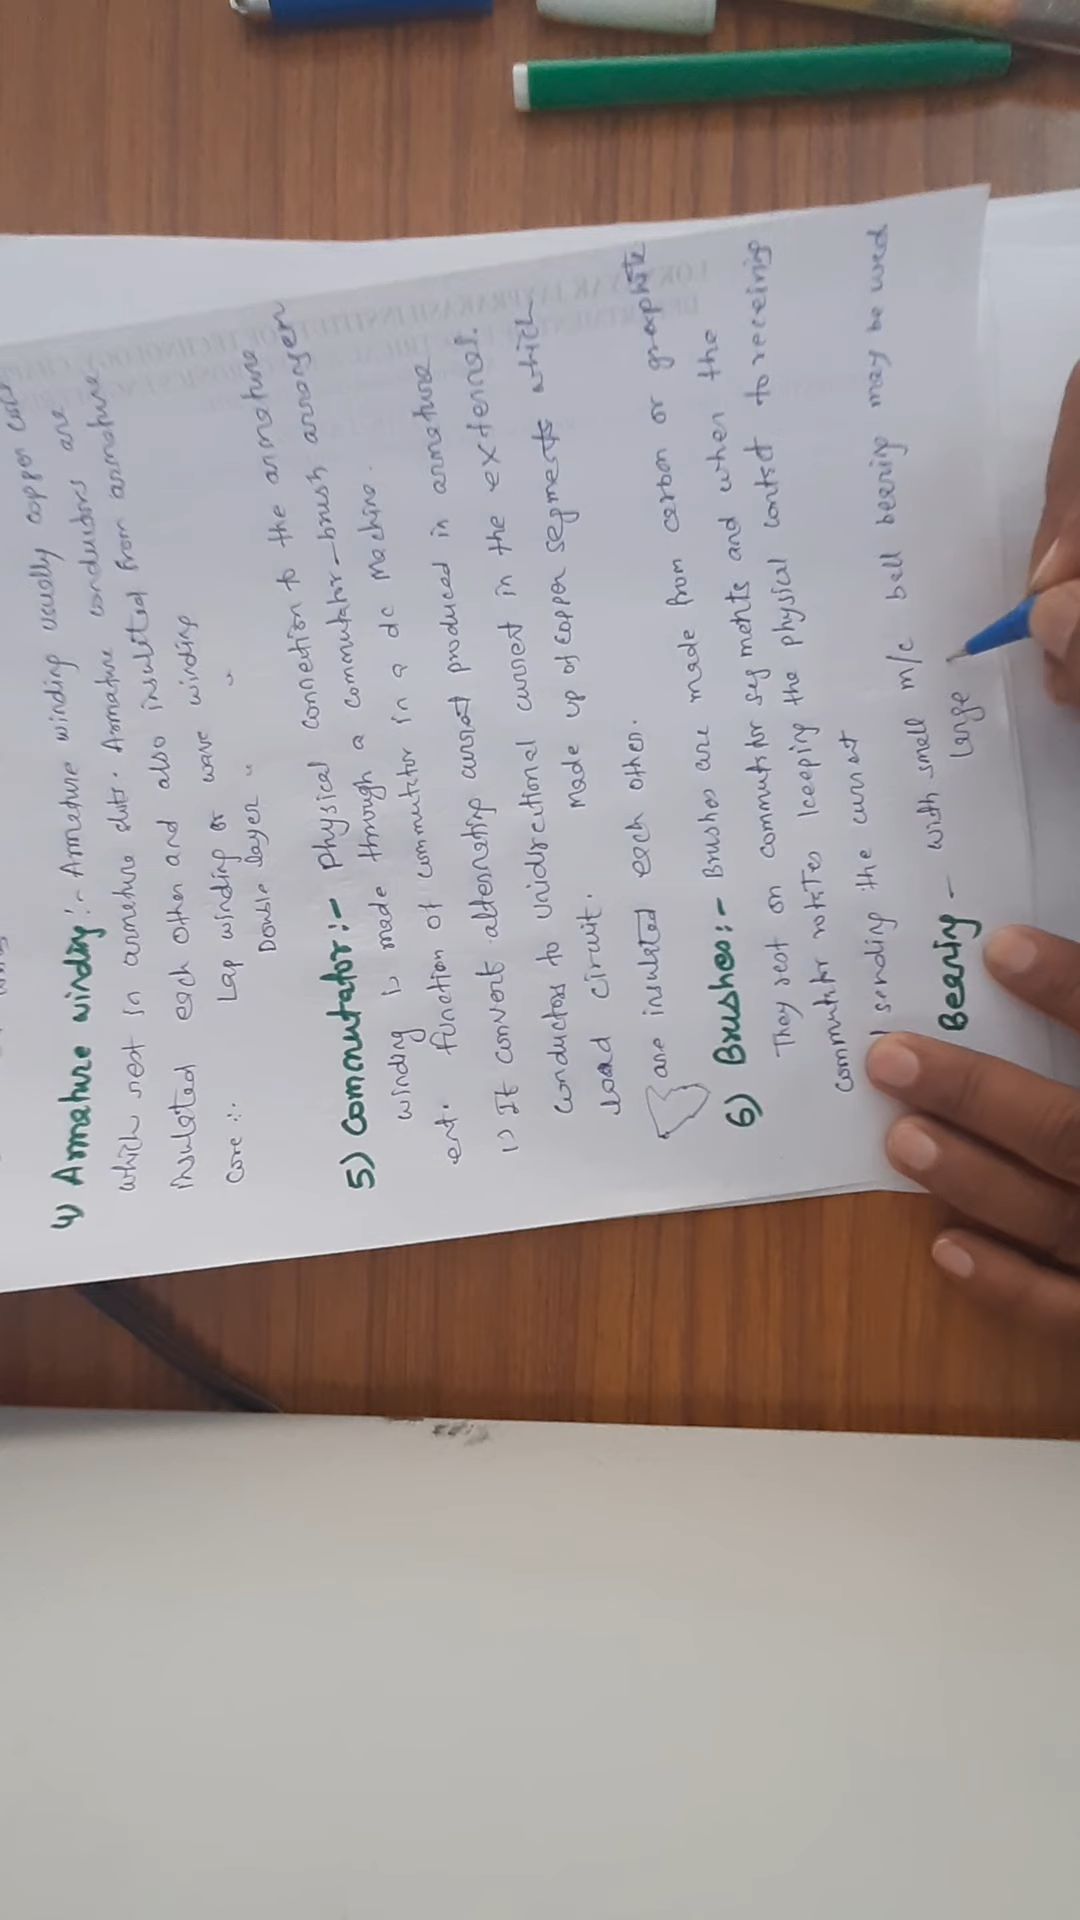 4) Armature winding:- Armature winding usually copper coil
which rest in armature slots. Armature conductors are
insulated each other and also insulated from armature
core :. Lap winding or wave winding
Double layer " "
5) Commutator:- Physical connetion to the armature
winding is made through a commutator-brush arrangem
ent. function of commutator in a dc machine.
1) It convert alternating current produced in armature
conductors to unidirectional current in the external
load circuit. Made up of copper segments which
are insulated each other.
6) Brushes:- Brushes are made from carbon or graphite
They rest on commutator segments and when the
commutator rotates keeping the physical contact to receiving
sending the current
Bearing - with small m/c ball bearing may be used
large